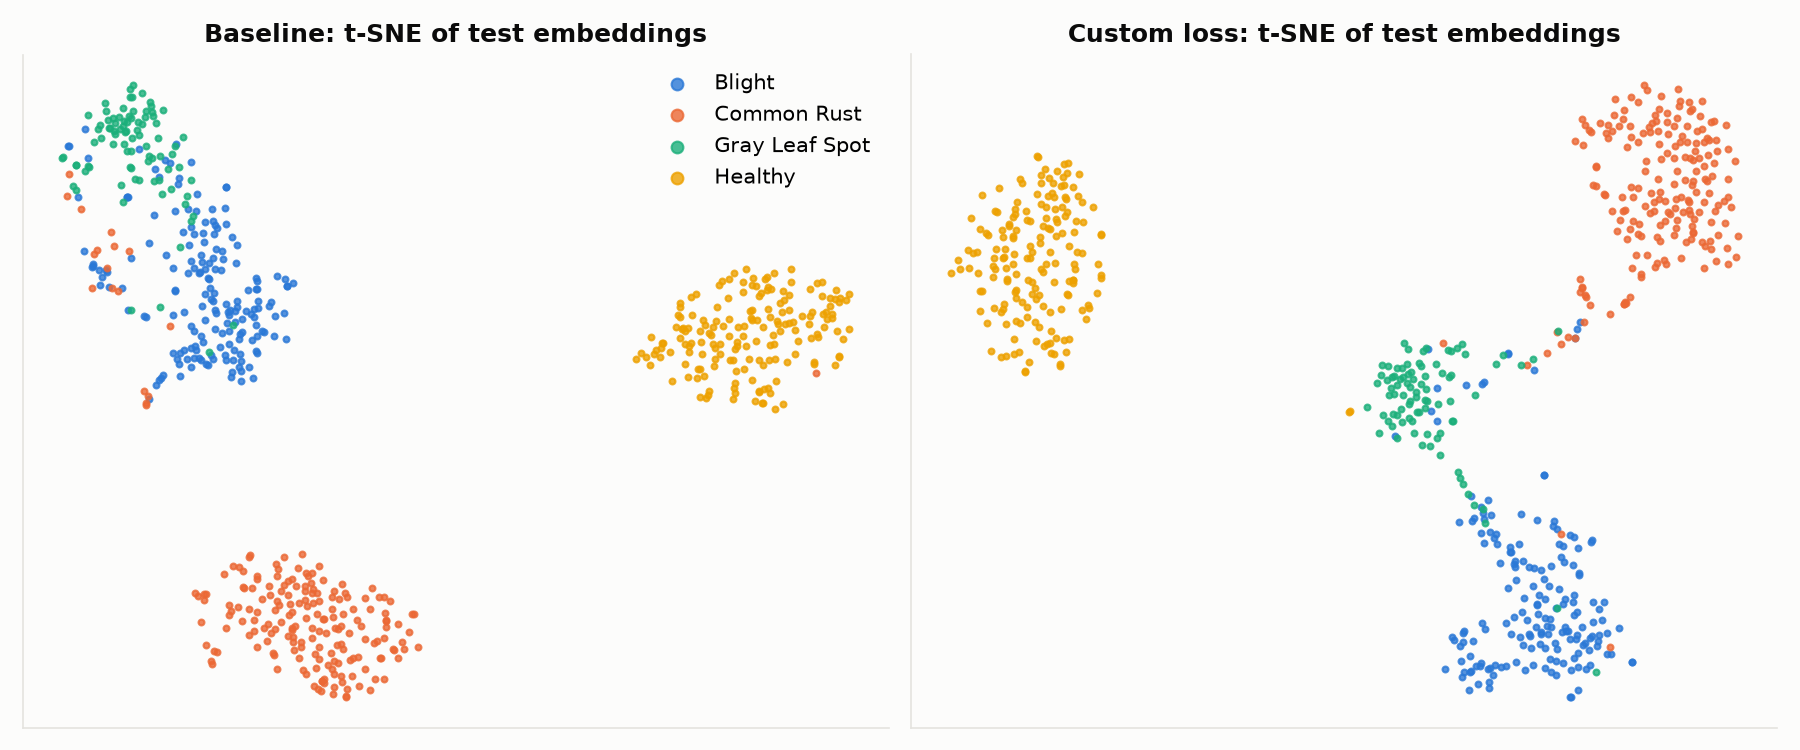 Baseline: t-SNE of test embeddings
Blight
Common Rust
Gray Leaf Spot
Healthy
Custom loss: t-SNE of test embeddings